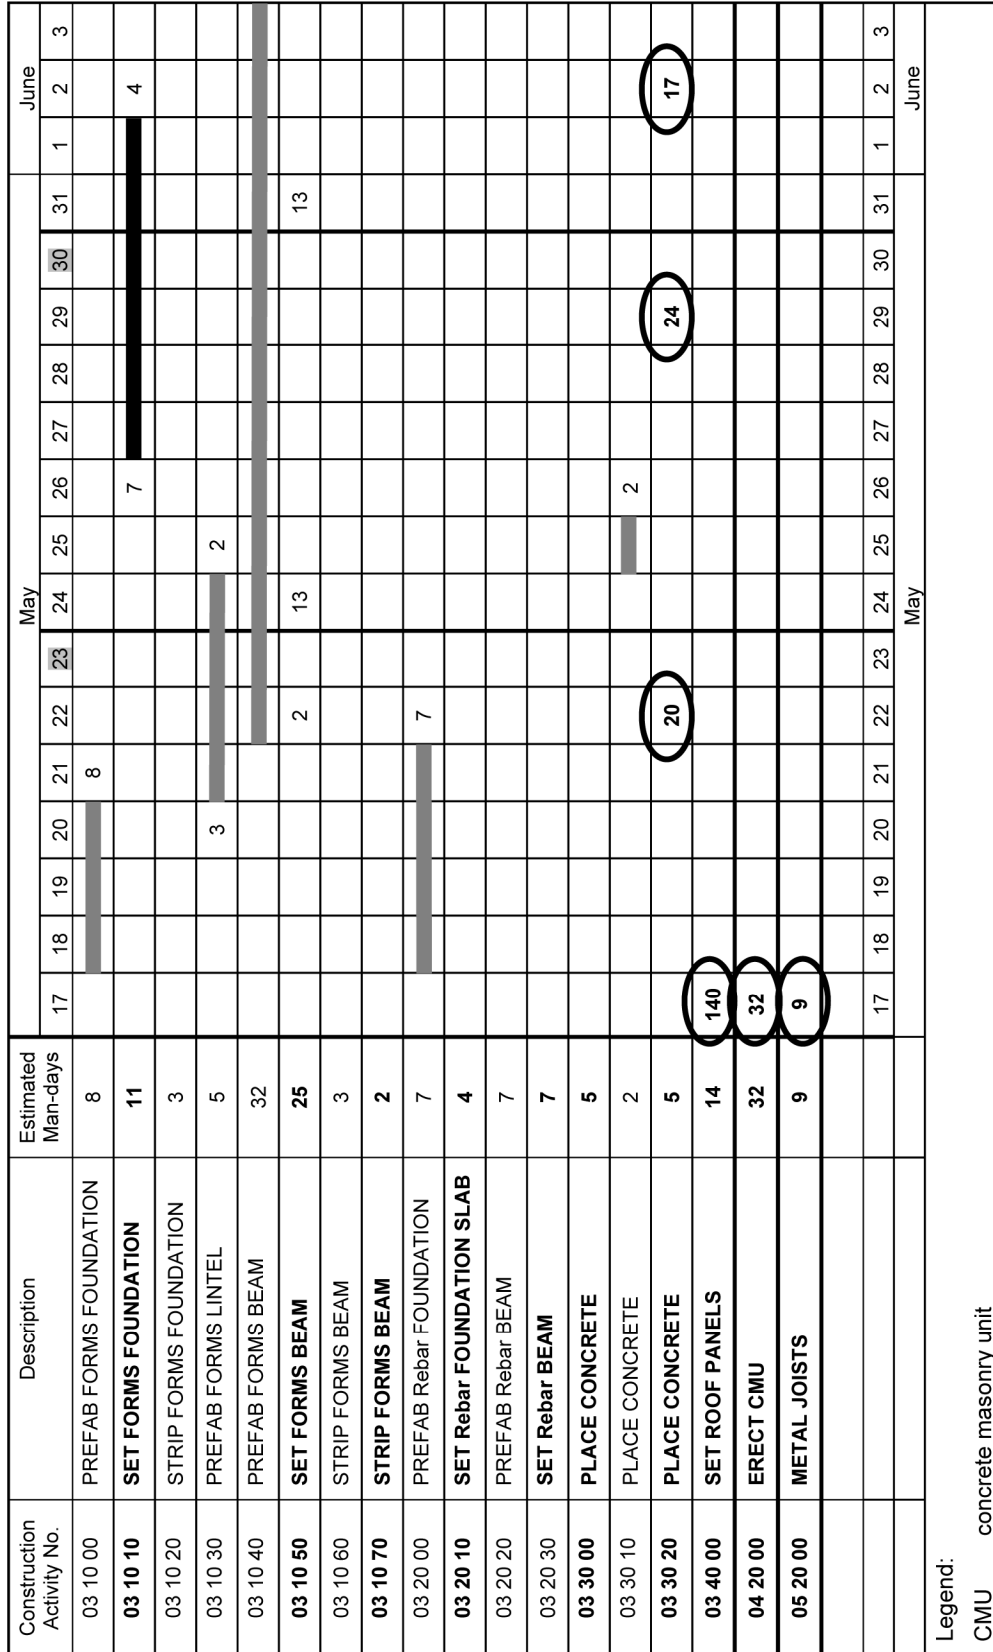 Construction Activity No. Description Estimated Man-days May June
17 18 19 20 21 22 23 24 25 26 27 28 29 30 31 1 2 3
03 10 00 PREFAB FORMS FOUNDATION 8 8
03 10 10 SET FORMS FOUNDATION 11 7 4
03 10 20 STRIP FORMS FOUNDATION 3
03 10 30 PREFAB FORMS LINTEL 5 3 2
03 10 40 PREFAB FORMS BEAM 32
03 10 50 SET FORMS BEAM 25 2 13 13
03 10 60 STRIP FORMS BEAM 3
03 10 70 STRIP FORMS BEAM 2
03 20 00 PREFAB Rebar FOUNDATION 7 7
03 20 10 SET Rebar FOUNDATION SLAB 4
03 20 20 PREFAB Rebar BEAM 7
03 20 30 SET Rebar BEAM 7
03 30 00 PLACE CONCRETE 5
03 30 10 PLACE CONCRETE 2 2
03 30 20 PLACE CONCRETE 5 20 24 17
03 40 00 SET ROOF PANELS 14 140
04 20 00 ERECT CMU 32 32
05 20 00 METAL JOISTS 9 9
17 18 19 20 21 22 23 24 25 26 27 28 29 30 31 1 2 3
May June
Legend:
CMU concrete masonry unit